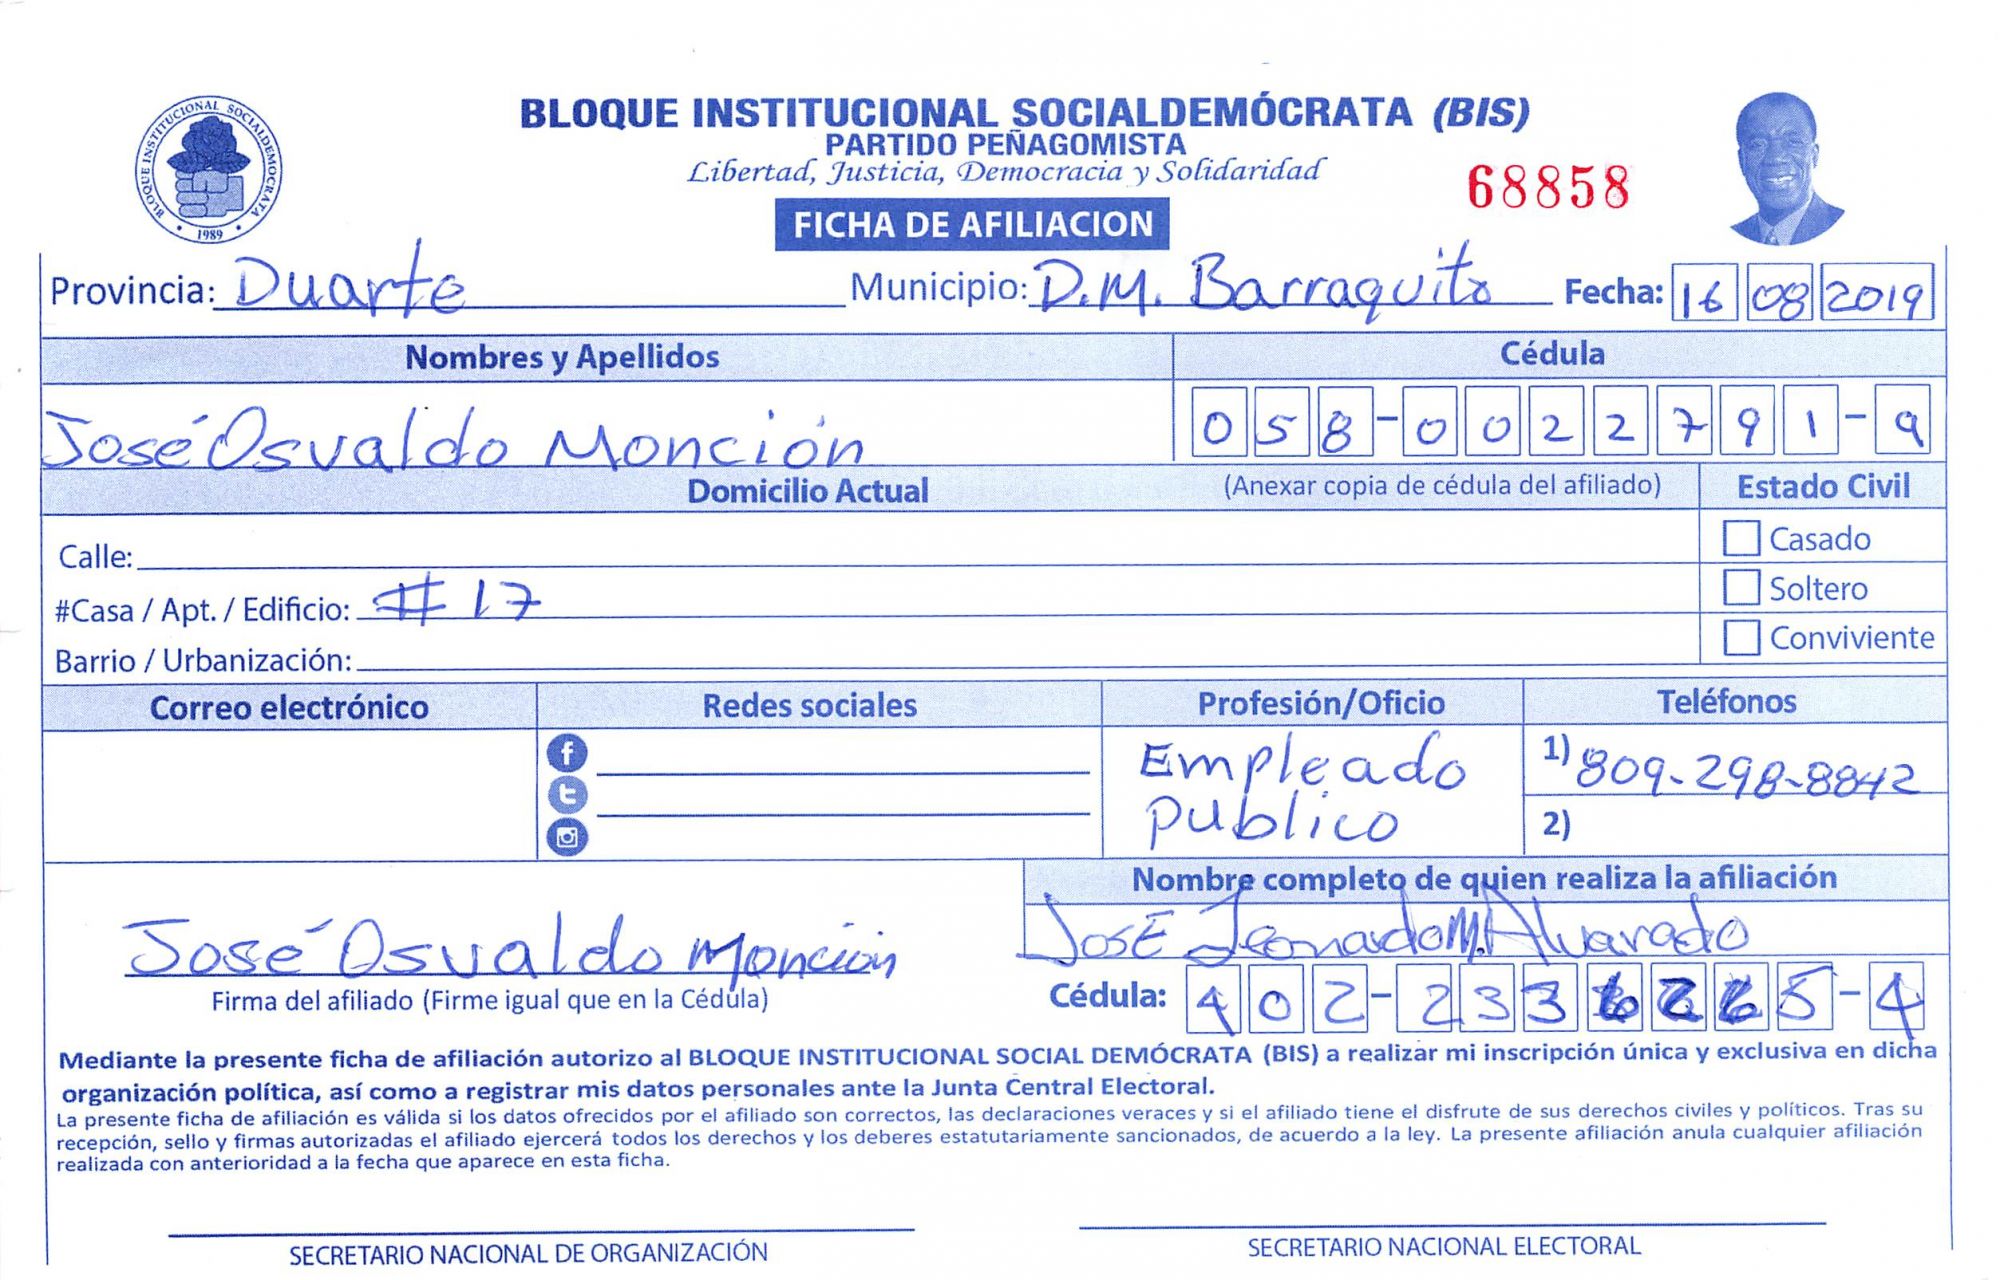 BLOQUE INSTITUCIONAL SOCIALDEMOCRATA
1989
BLOQUE INSTITUCIONAL SOCIALDEMÓCRATA (BIS)
PARTIDO PEÑAGOMISTA
Libertad, Justicia, Democracia y Solidaridad
68858
FICHA DE AFILIACION
Provincia: Duarte Municipio: D.M. Barraquito Fecha: 16 08 2019
Nombres y Apellidos Cédula
José Osvaldo Monción 058-0022791-9
Domicilio Actual (Anexar copia de cédula del afiliado) Estado Civil
Calle: Casado
#Casa / Apt. / Edificio: # 17 Soltero
Barrio / Urbanización: Conviviente
Correo electrónico Redes sociales Profesión/Oficio Teléfonos
Empleado 1) 809-298-8842
Publico 2)
Nombre completo de quien realiza la afiliación
José Osvaldo Monción JOSE Leonardo M. Alvarado
Firma del afiliado (Firme igual que en la Cédula) Cédula:
Mediante la presente ficha de afiliación autorizo al BLOQUE INSTITUCIONAL SOCIAL DEMÓCRATA (BIS) a realizar mi inscripción única y exclusiva en dicha
organización política, así como a registrar mis datos personales ante la Junta Central Electoral.
La presente ficha de afiliación es válida si los datos ofrecidos por el afiliado son correctos, las declaraciones veraces y si el afiliado tiene el disfrute de sus derechos civiles y políticos. Tras su
recepción, sello y firmas autorizadas el afiliado ejercerá todos los derechos y los deberes estatutariamente sancionados, de acuerdo a la ley. La presente afiliación anula cualquier afiliación
realizada con anterioridad a la fecha que aparece en esta ficha.
SECRETARIO NACIONAL DE ORGANIZACIÓN SECRETARIO NACIONAL ELECTORAL